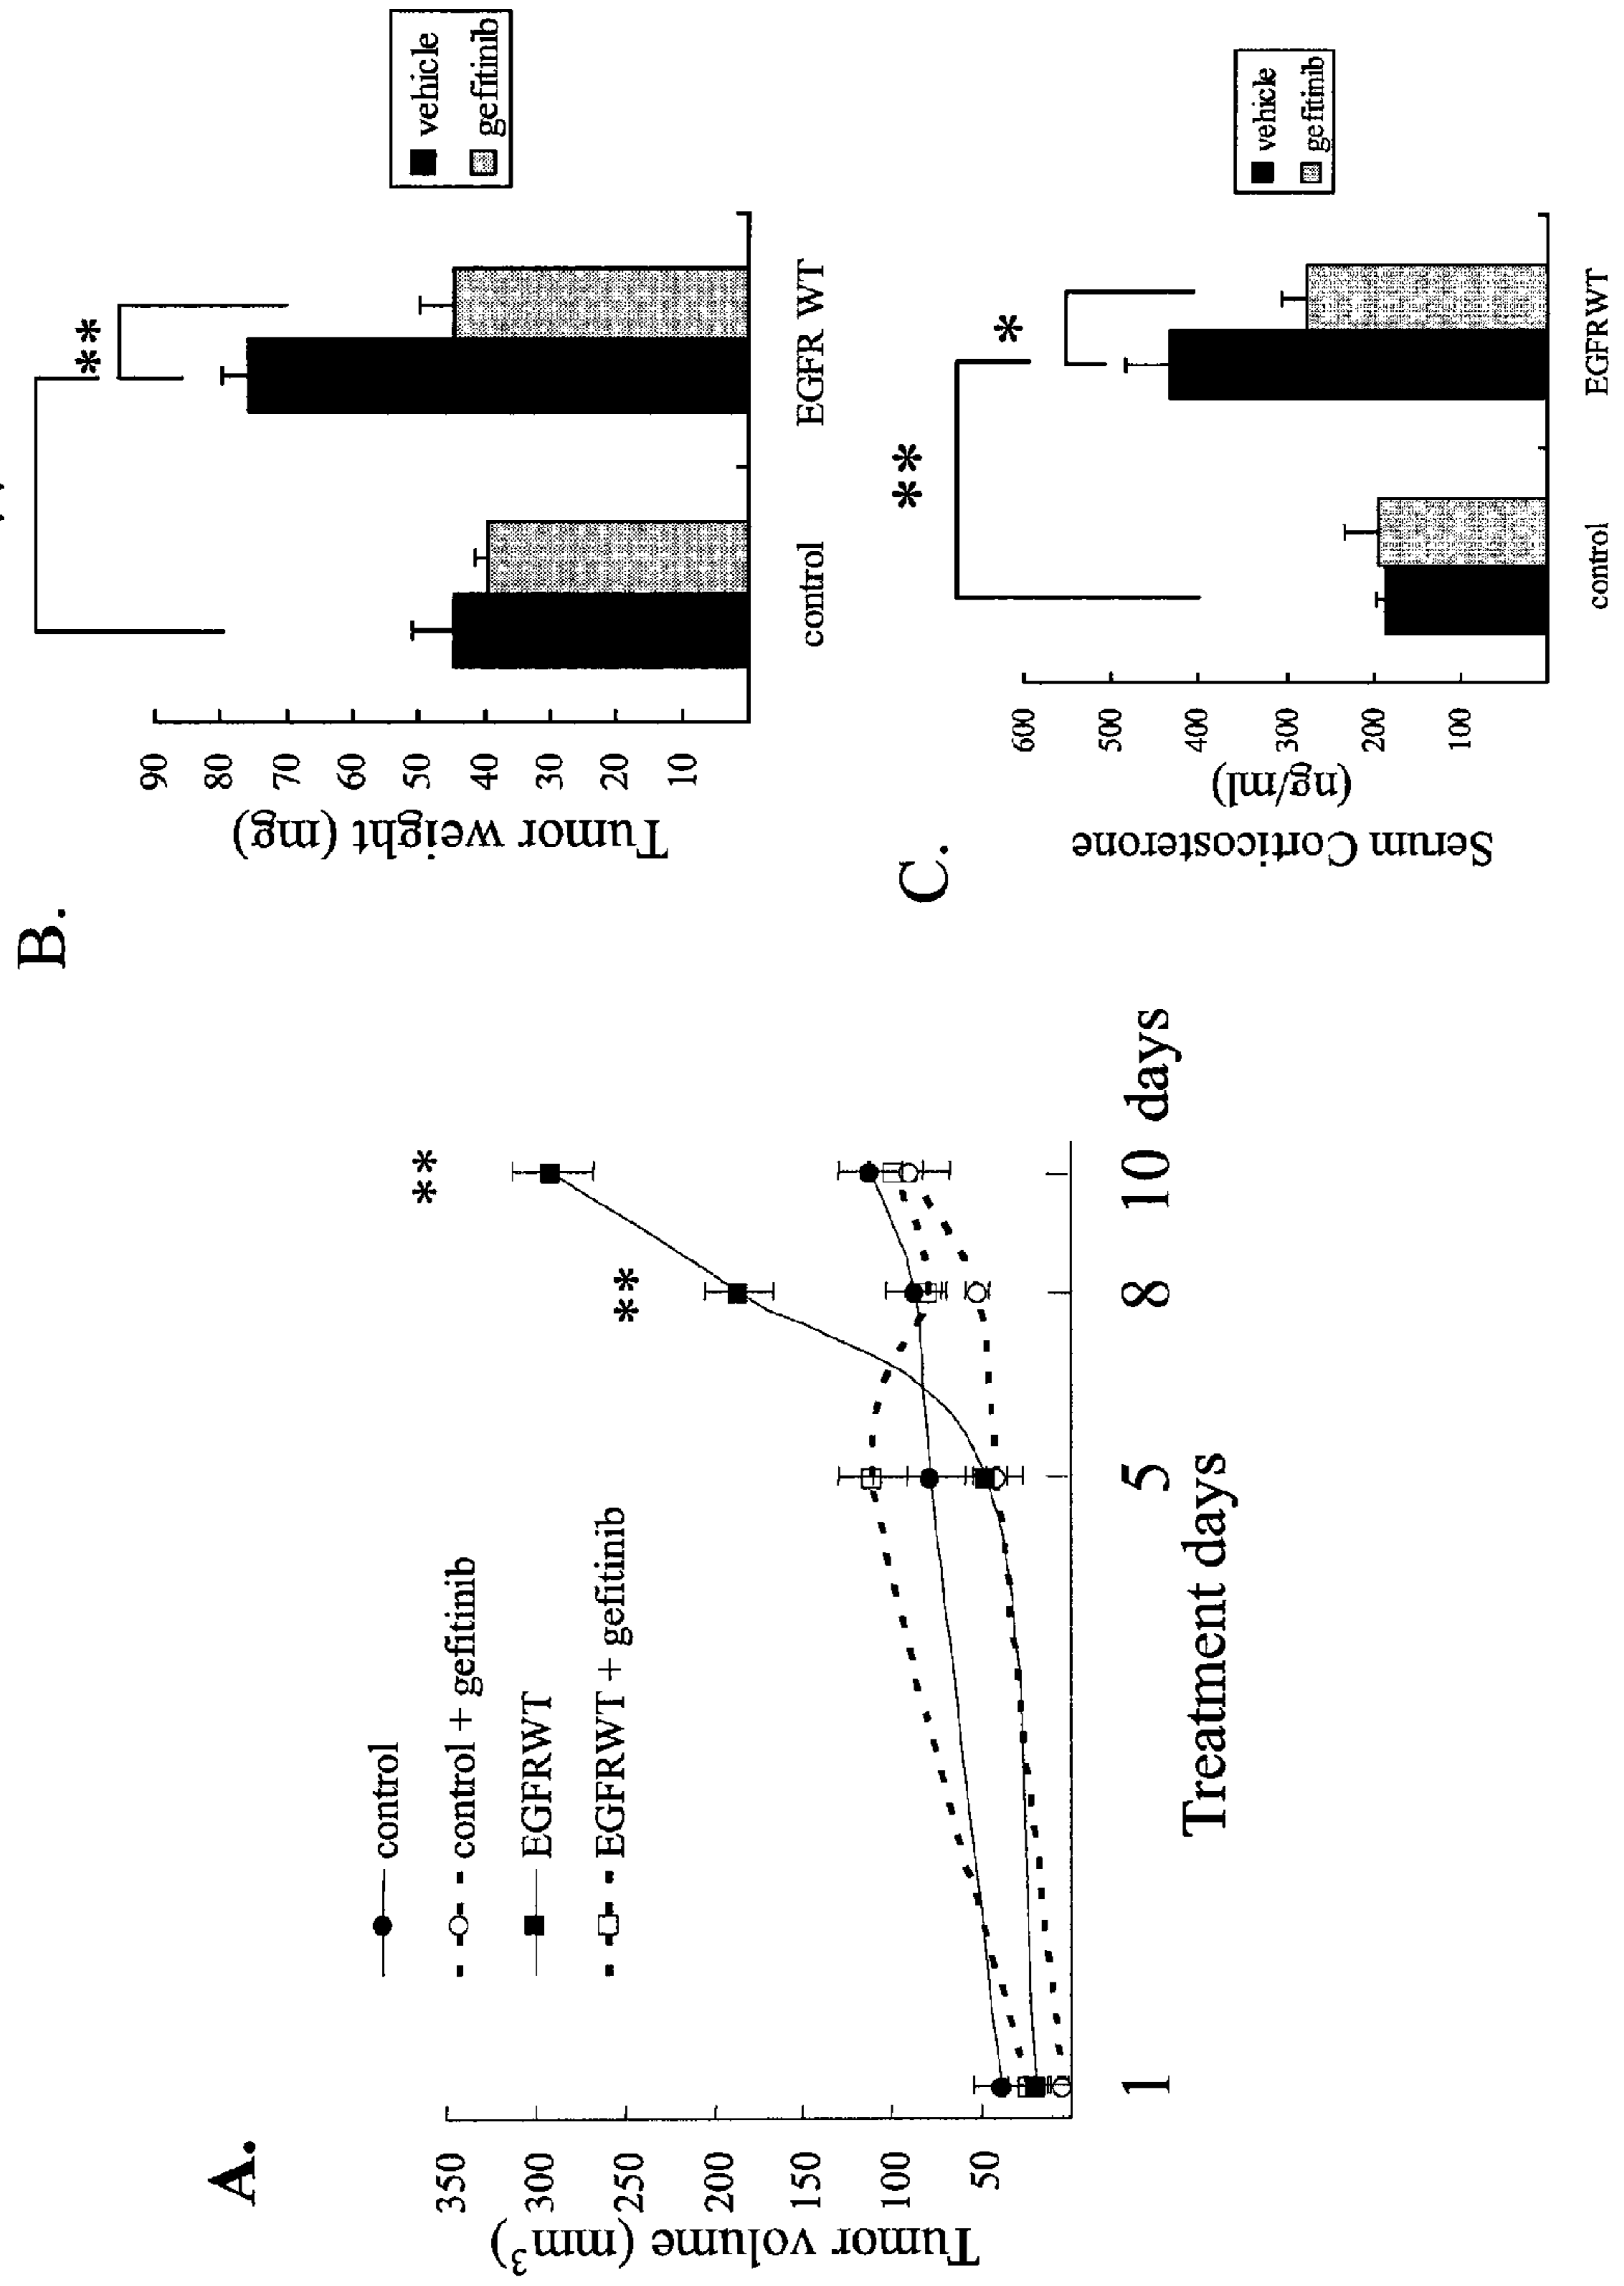 A.
Tumor volume (mm³)
350
300
250
200
150
100
50
control
control + gefitinib
EGFRWT
EGFRWT + gefitinib
**
**
1
5
8
10 days
Treatment days
B.
Tumor weight (mg)
90
80
70
60
50
40
30
20
10
**
control
EGFR WT
vehicle
gefitinib
C.
Serum Corticosterone
(ng/ml)
600
500
400
300
200
100
**
*
control
EGFRWT
vehicle
gefitinib